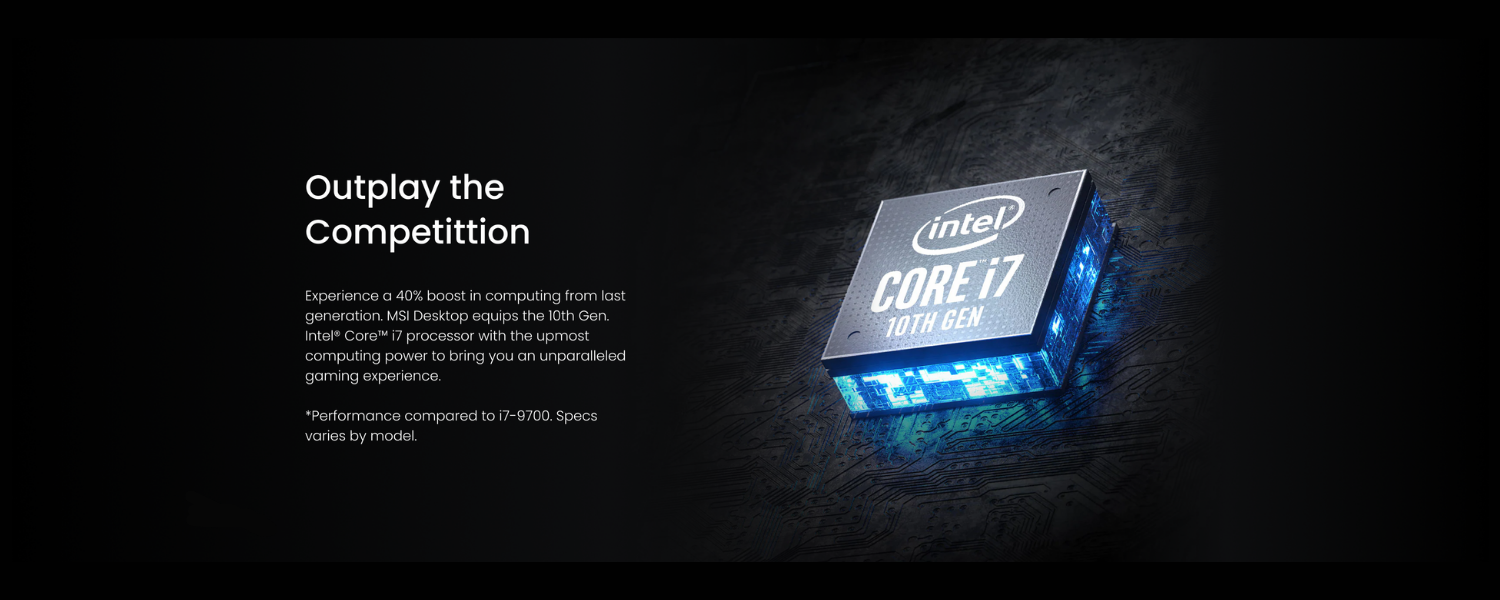 Outplay the
Competittion
Experience a 40% boost in computing from last
generation. MSI Desktop equips the 10th Gen.
Intel® Core™ i7 processor with the upmost
computing power to bring you an unparalleled
gaming experience.
*Performance compared to i7-9700. Specs
varies by model.
intel®
CORE™ i7
10TH GEN